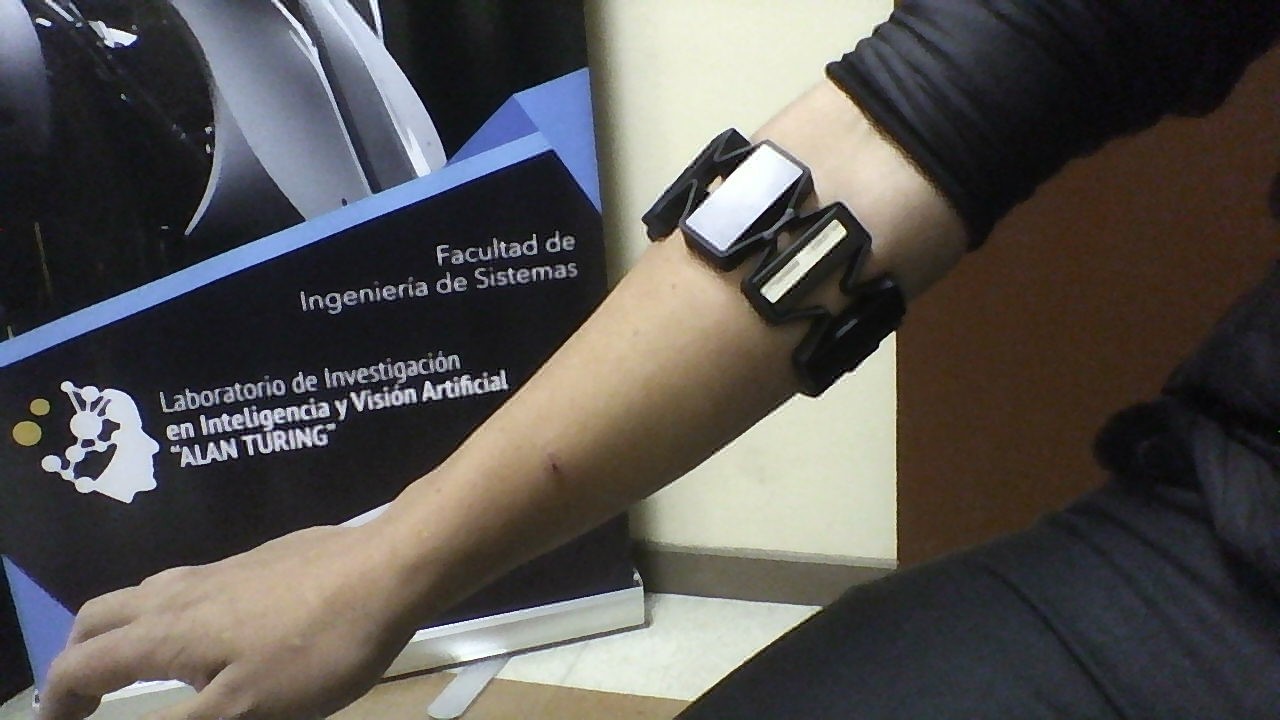 Facultad de
Ingeniería de Sistemas
Laboratorio de Investigación
en Inteligencia y Visión Artificial
"ALAN TURING"